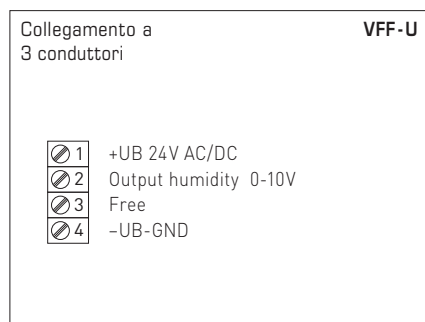 Collegamento a VFF-U
3 conduttori
1 +UB 24V AC/DC
2 Output humidity 0-10V
3 Free
4 –UB-GND